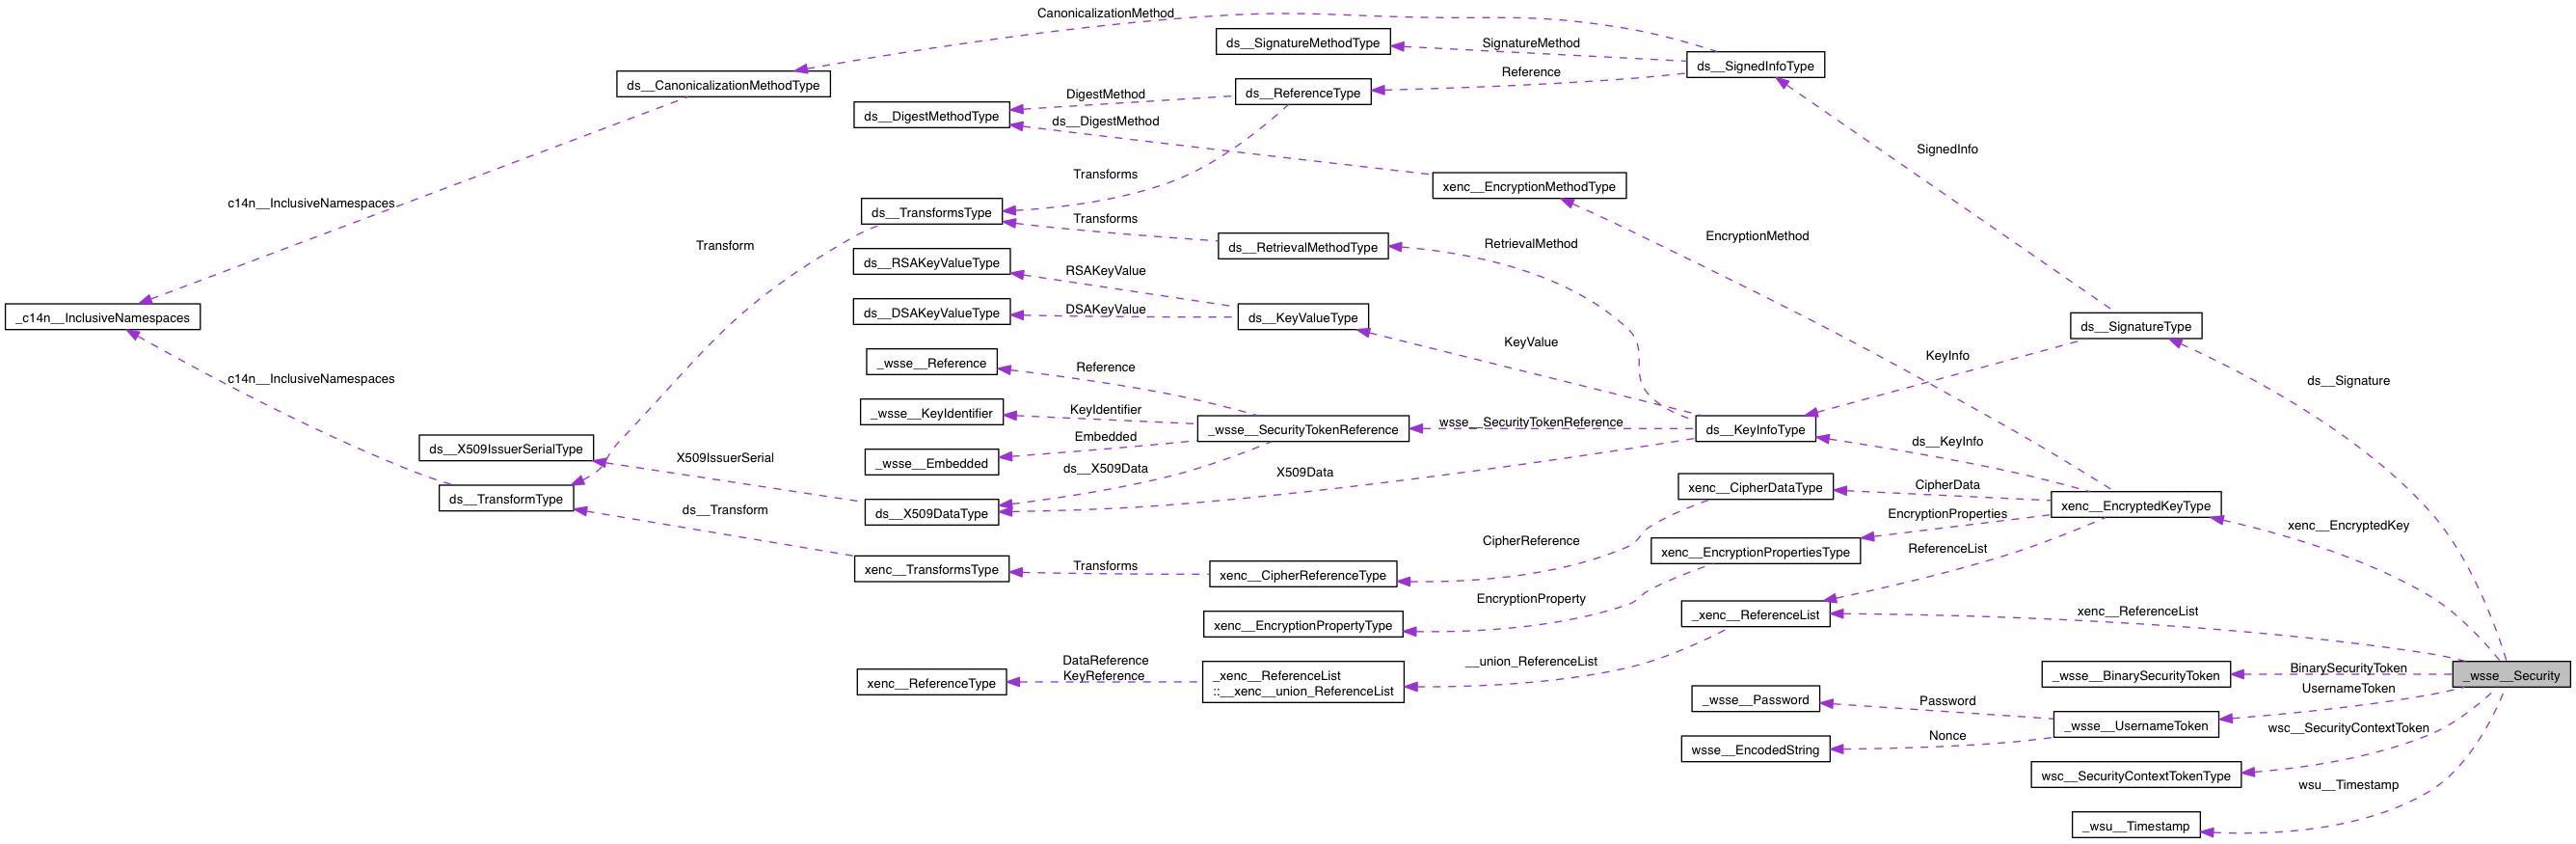 CanonicalizationMethod
ds__SignatureMethodType
SignatureMethod
ds__SignedInfoType
Reference
ds__CanonicalizationMethodType
DigestMethod
ds__ReferenceType
ds__DigestMethodType
ds__DigestMethod
SignedInfo
Transforms
xenc__EncryptionMethodType
c14n__InclusiveNamespaces
ds__TransformsType
Transforms
EncryptionMethod
Transform
ds__RetrievalMethodType
RetrievalMethod
ds__RSAKeyValueType
RSAKeyValue
_c14n__InclusiveNamespaces
ds__DSAKeyValueType
DSAKeyValue
ds__KeyValueType
ds__SignatureType
KeyValue
KeyInfo
_wsse__Reference
Reference
c14n__InclusiveNamespaces
ds__Signature
_wsse__KeyIdentifier
KeyIdentifier
_wsse__SecurityTokenReference
wsse__SecurityTokenReference
ds__KeyInfoType
Embedded
ds__KeyInfo
ds__X509IssuerSerialType
X509IssuerSerial
_wsse__Embedded
ds__X509Data
X509Data
xenc__CipherDataType
CipherData
ds__TransformType
ds__Transform
ds__X509DataType
EncryptionProperties
xenc__EncryptedKeyType
xenc__EncryptedKey
CipherReference
xenc__EncryptionPropertiesType
ReferenceList
xenc__TransformsType
Transforms
xenc__CipherReferenceType
EncryptionProperty
xenc__EncryptionPropertyType
_xenc__ReferenceList
xenc__ReferenceList
DataReference
KeyReference
__union_ReferenceList
xenc__ReferenceType
_xenc__ReferenceList
::__xenc__union_ReferenceList
_wsse__BinarySecurityToken
BinarySecurityToken
_wsse__Security
UsernameToken
_wsse__Password
Password
_wsse__UsernameToken
wsc__SecurityContextToken
wsse__EncodedString
Nonce
wsc__SecurityContextTokenType
wsu__Timestamp
_wsu__Timestamp